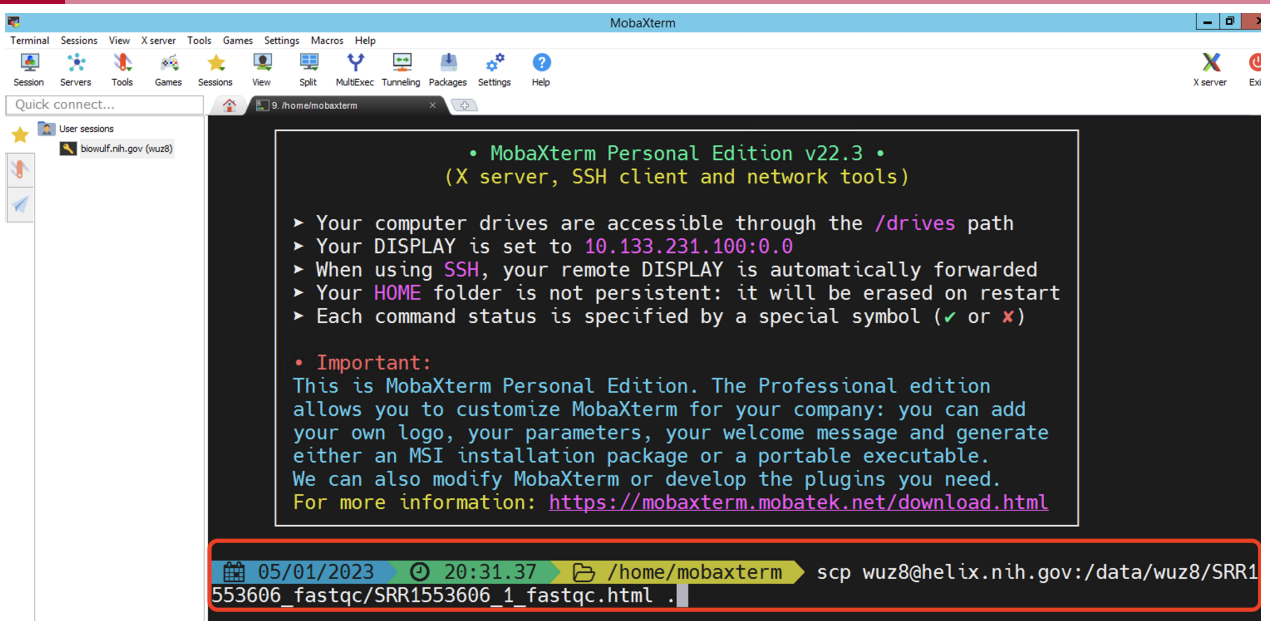 MobaXterm
Terminal Sessions View X server Tools Games Settings Macros Help
Session Servers Tools Games Sessions View Split MultiExec Tunneling Packages Settings Help X server Exi
Quick connect...
9. /home/mobaxterm
User sessions
biowulf.nih.gov (wuz8)
• MobaXterm Personal Edition v22.3 •
(X server, SSH client and network tools)
➤ Your computer drives are accessible through the /drives path
➤ Your DISPLAY is set to 10.133.231.100:0.0
➤ When using SSH, your remote DISPLAY is automatically forwarded
➤ Your HOME folder is not persistent: it will be erased on restart
➤ Each command status is specified by a special symbol (✔ or ✘)
• Important:
This is MobaXterm Personal Edition. The Professional edition
allows you to customize MobaXterm for your company: you can add
your own logo, your parameters, your welcome message and generate
either an MSI installation package or a portable executable.
We can also modify MobaXterm or develop the plugins you need.
For more information: https://mobaxterm.mobatek.net/download.html
05/01/2023 20:31.37 /home/mobaxterm scp wuz8@helix.nih.gov:/data/wuz8/SRR1
553606_fastqc/SRR1553606_1_fastqc.html .